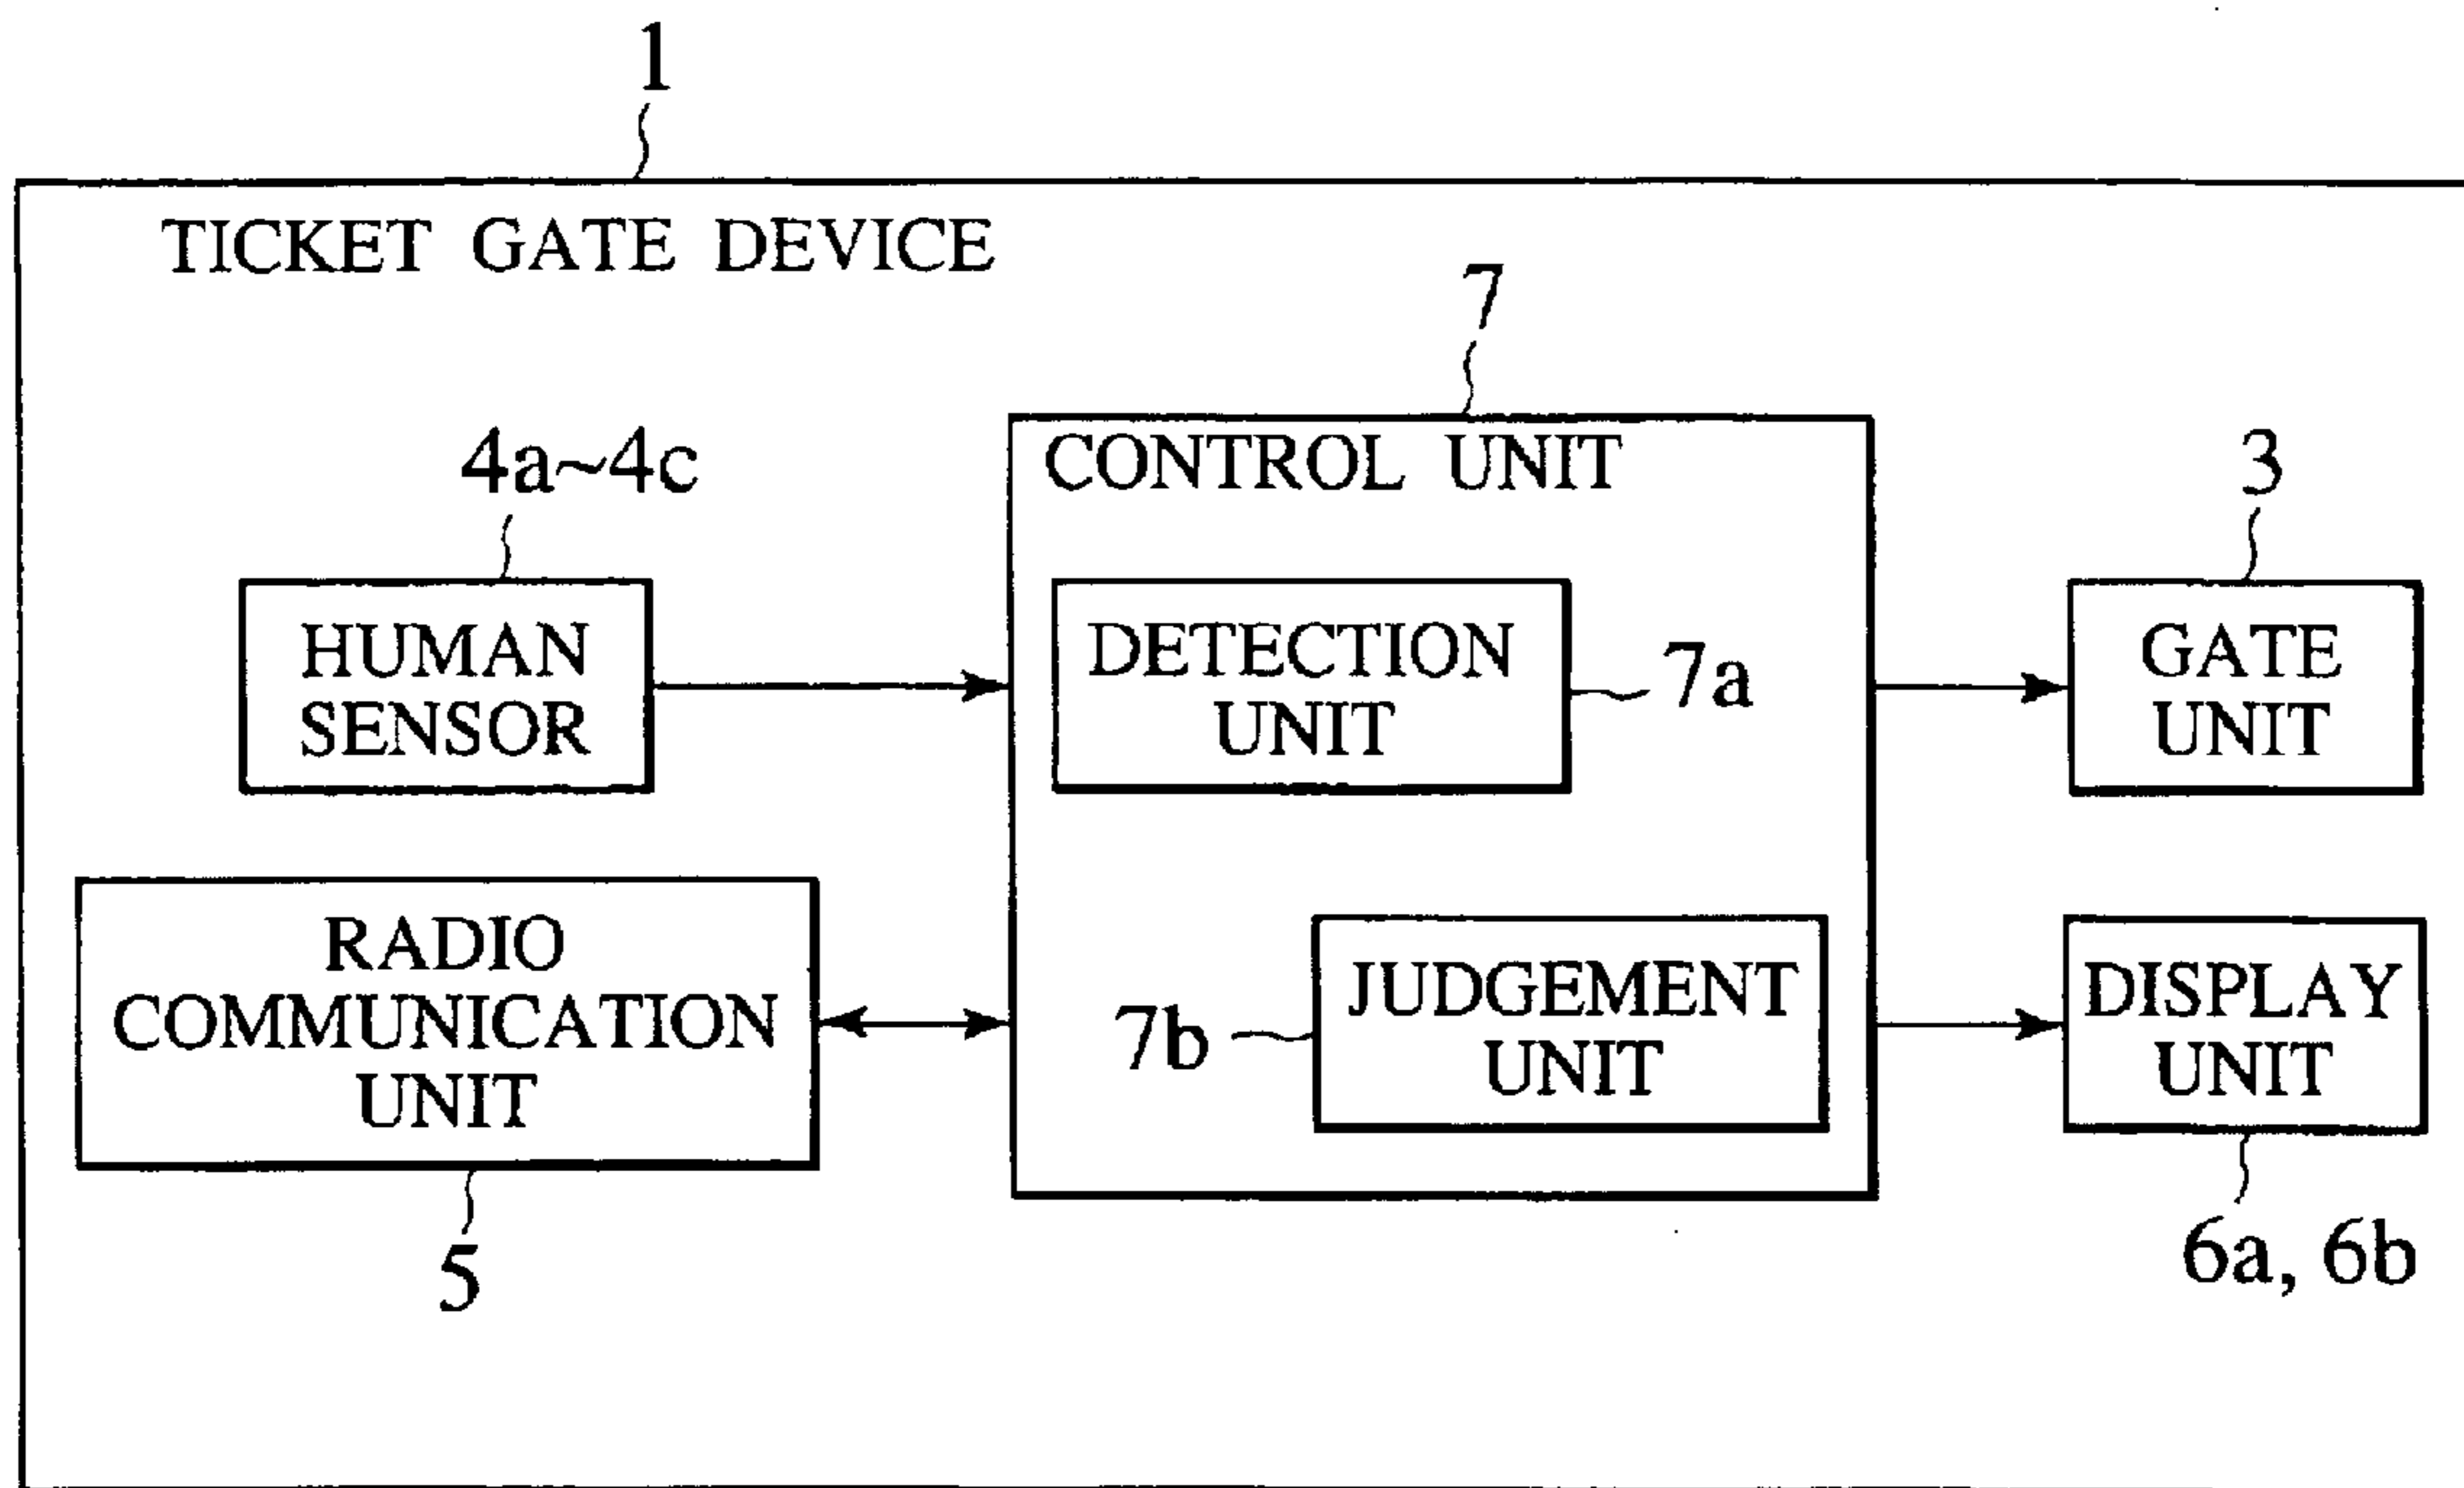 1
TICKET GATE DEVICE
7
CONTROL UNIT
4a~4c
HUMAN
SENSOR
DETECTION
UNIT
7a
3
GATE
UNIT
RADIO
COMMUNICATION
UNIT
5
7b
JUDGEMENT
UNIT
DISPLAY
UNIT
6a, 6b